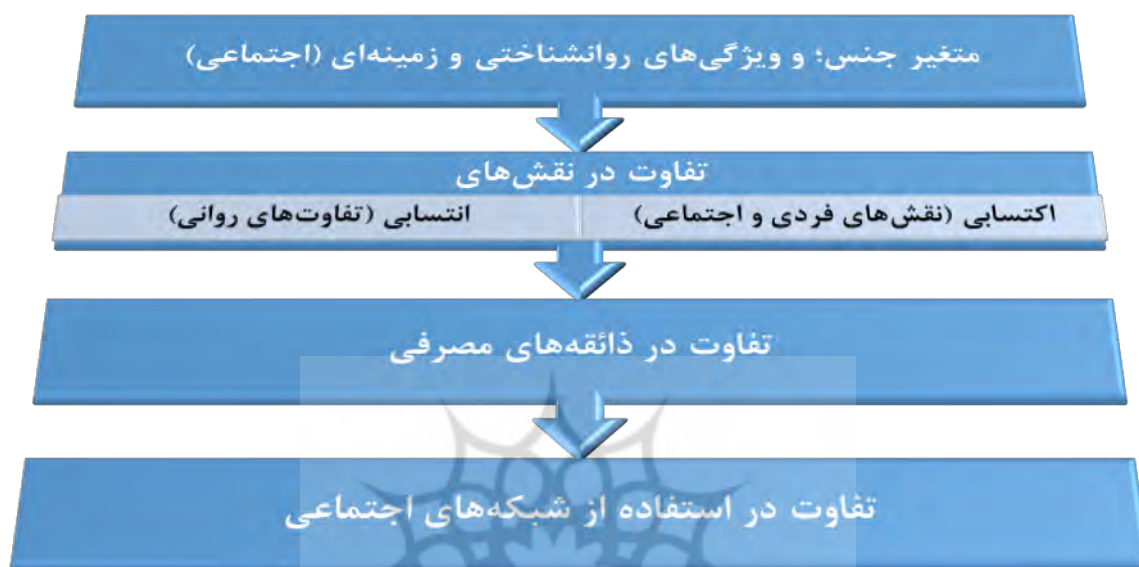 متغیر جنس؛ و ویژگی‌های روانشناختی و زمینه‌ای (اجتماعی)
تفاوت در نقش‌های
اکتسابی (نقش‌های فردی و اجتماعی)
انتسابی (تفاوت‌های روانی)
تفاوت در ذائقه‌های مصرفی
تفاوت در استفاده از شبکه‌های اجتماعی